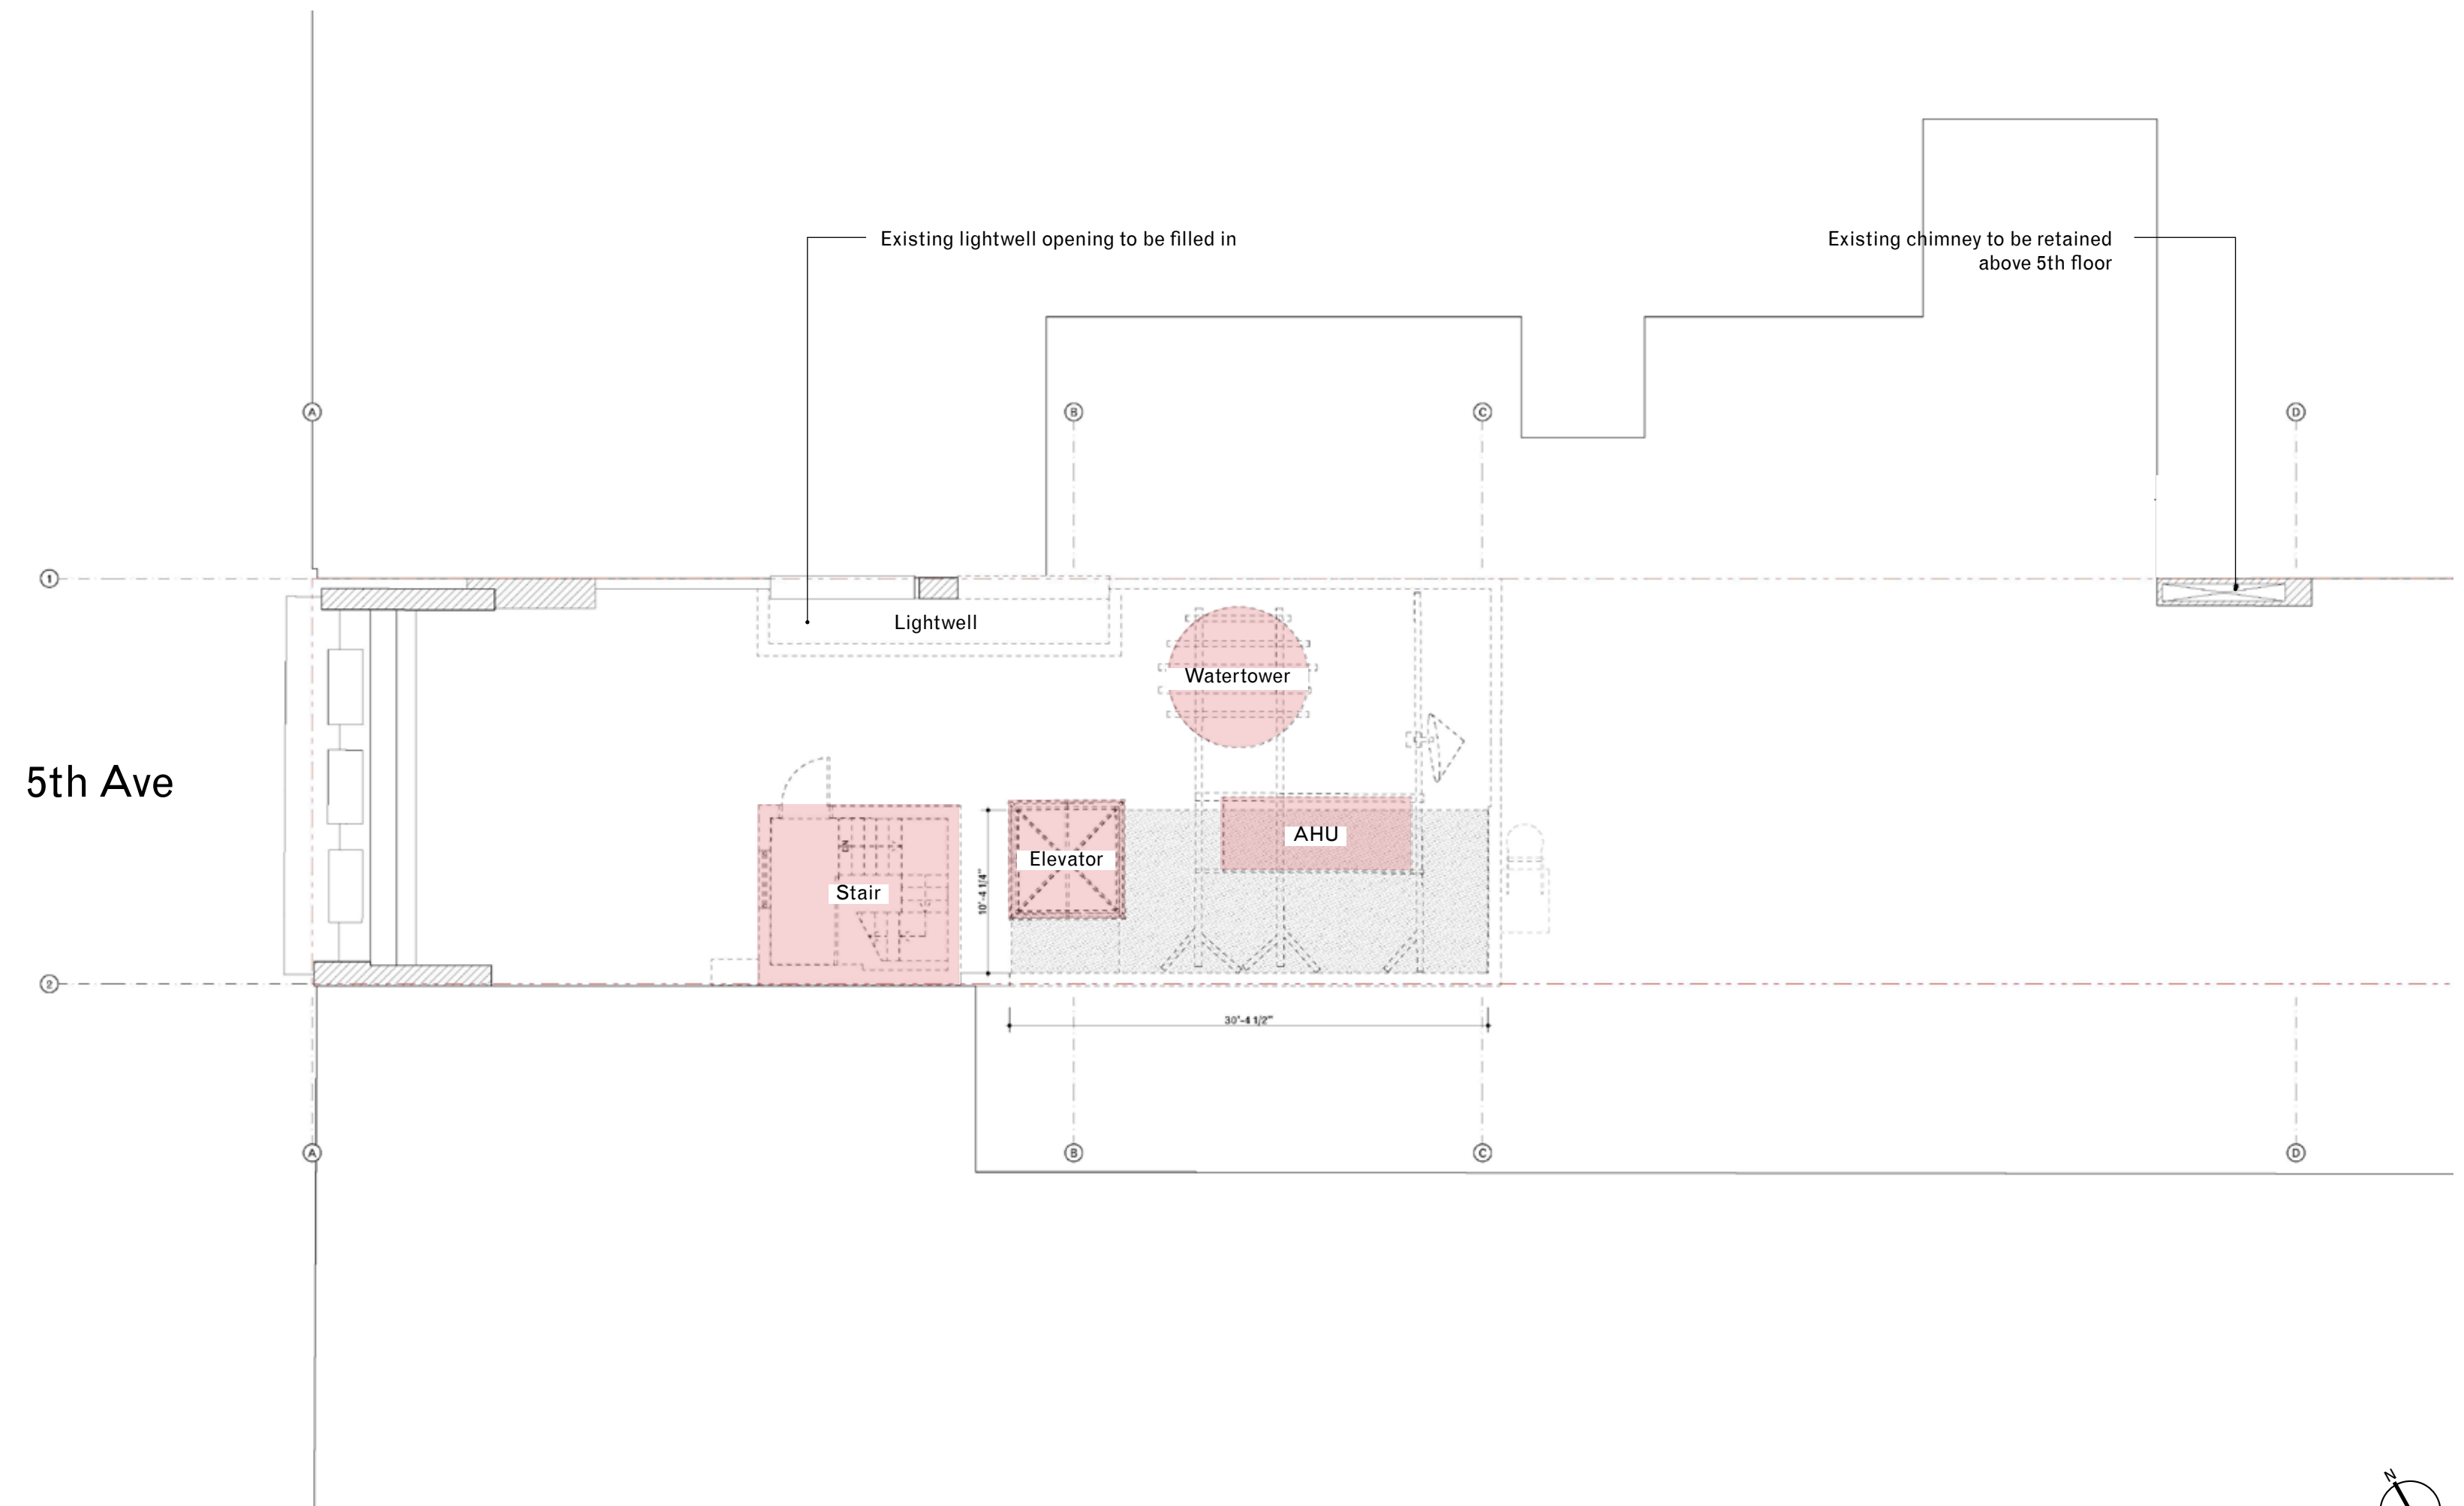 Existing lightwell opening to be filled in
Existing chimney to be retained
above 5th floor
A
B
C
D
1
Lightwell
Watertower
5th Ave
AHU
DN
Elevator
Stair
10'-4 1/4"
2
30'-4 1/2"
A
B
C
D
N